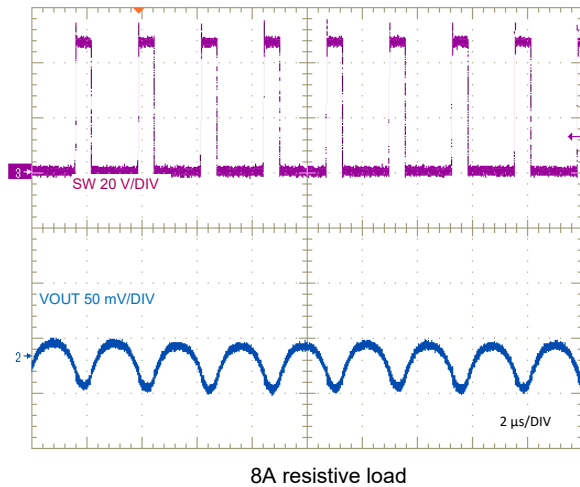 3
SW 20 V/DIV
VOUT 50 mV/DIV
2
2 µs/DIV
8A resistive load